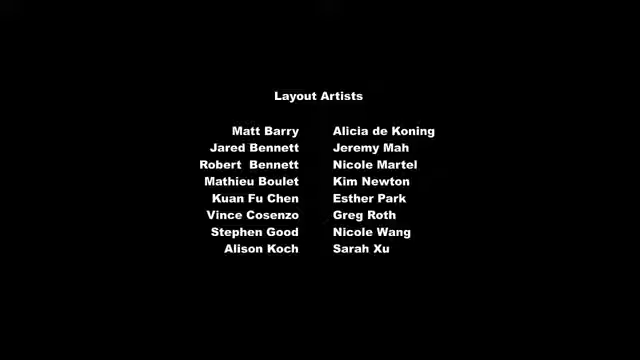 Layout Artists
Matt Barry Alicia de Koning
Jared Bennett Jeremy Mah
Robert  Bennett Nicole Martel
Mathieu Boulet Kim Newton
Kuan Fu Chen Esther Park
Vince Cosenzo Greg Roth
Stephen Good Nicole Wang
Alison Koch Sarah Xu